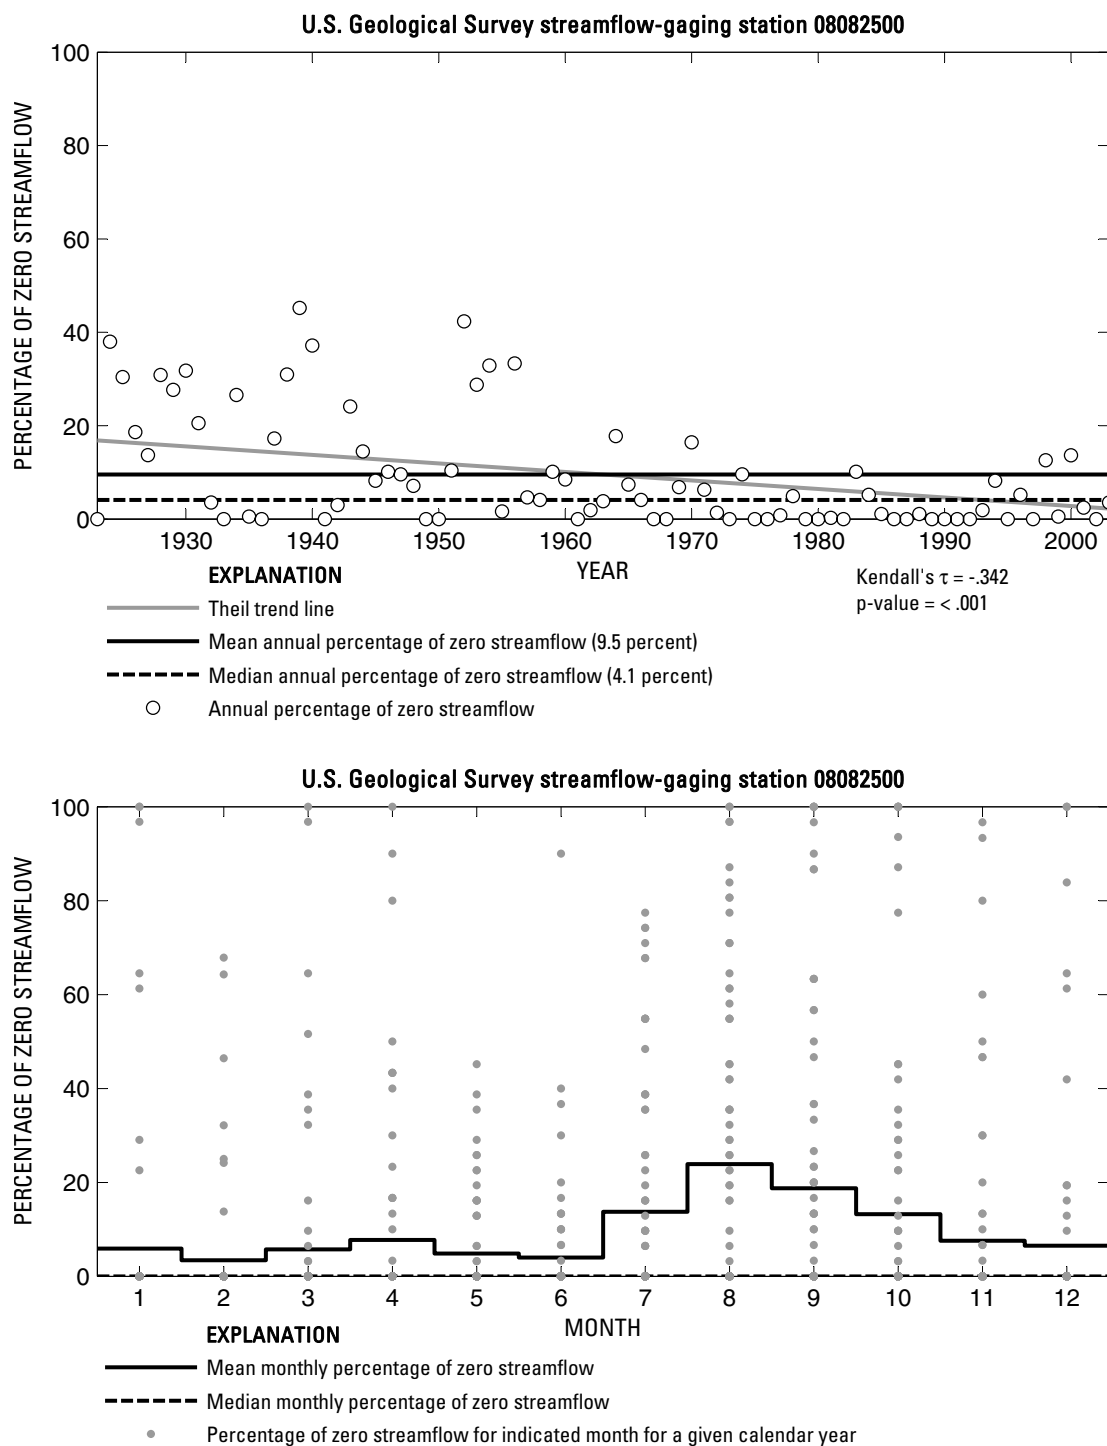 U.S. Geological Survey streamflow-gaging station 08082500
PERCENTAGE OF ZERO STREAMFLOW
100
80
60
40
20
0
1930 1940 1950 1960 1970 1980 1990 2000
YEAR
EXPLANATION
Kendall's τ = -.342
p-value = < .001
Theil trend line
Mean annual percentage of zero streamflow (9.5 percent)
Median annual percentage of zero streamflow (4.1 percent)
Annual percentage of zero streamflow
U.S. Geological Survey streamflow-gaging station 08082500
PERCENTAGE OF ZERO STREAMFLOW
100
80
60
40
20
0
1 2 3 4 5 6 7 8 9 10 11 12
MONTH
EXPLANATION
Mean monthly percentage of zero streamflow
Median monthly percentage of zero streamflow
Percentage of zero streamflow for indicated month for a given calendar year